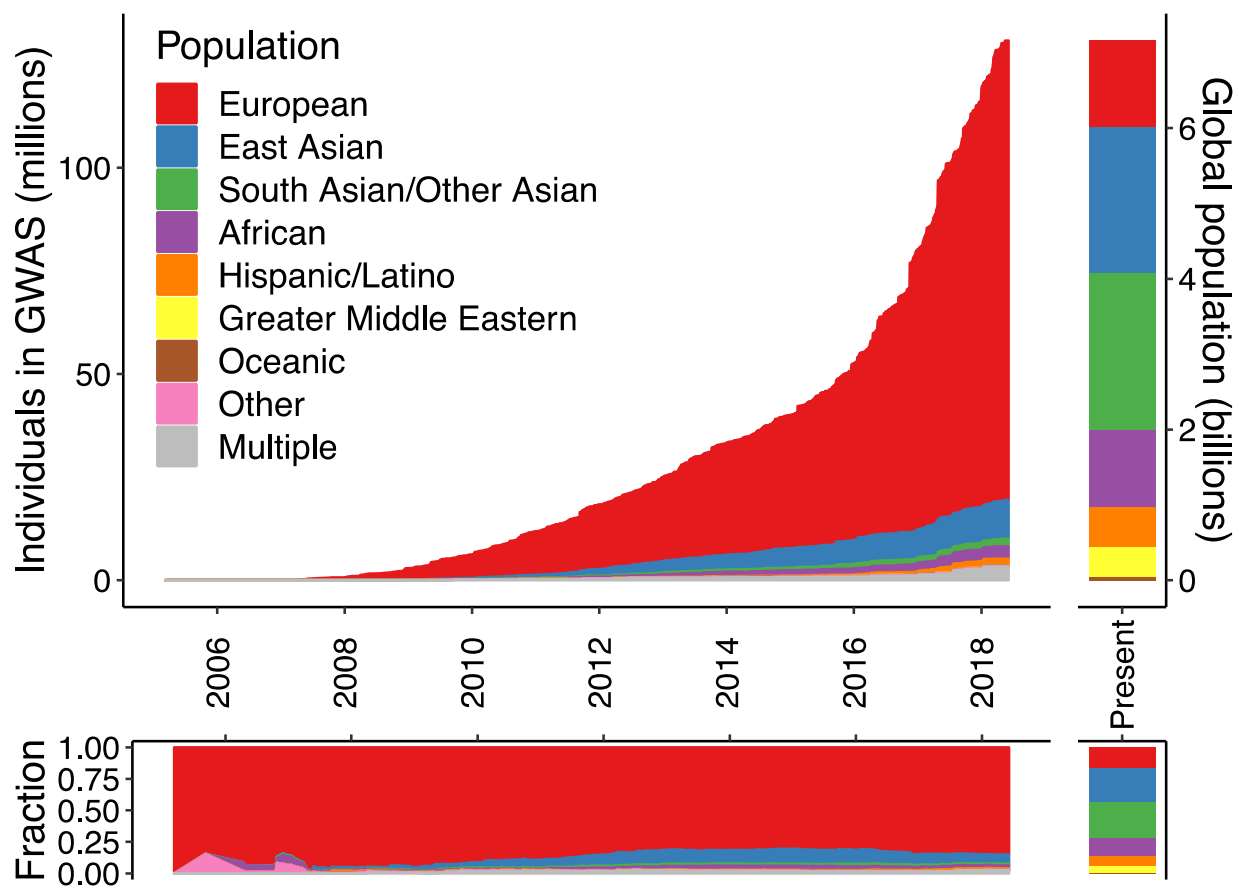 Population
European
East Asian
South Asian/Other Asian
African
Hispanic/Latino
Greater Middle Eastern
Oceanic
Other
Multiple
Individuals in GWAS (millions)
100
50
0
2006
2008
2010
2012
2014
2016
2018
Global population (billions)
6
4
2
0
Present
Fraction
1.00
0.75
0.50
0.25
0.00